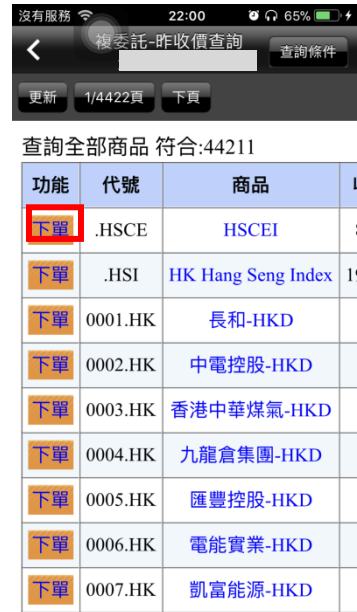 沒有服務 22:00 65%
複委託-昨收價查詢
查詢條件
更新 1/4422頁 下頁
查詢全部商品 符合:44211
功能 代號 商品
下單 .HSCE HSCEI
下單 .HSI HK Hang Seng Index
下單 0001.HK 長和-HKD
下單 0002.HK 中電控股-HKD
下單 0003.HK 香港中華煤氣-HKD
下單 0004.HK 九龍倉集團-HKD
下單 0005.HK 匯豐控股-HKD
下單 0006.HK 電能實業-HKD
下單 0007.HK 凱富能源-HKD